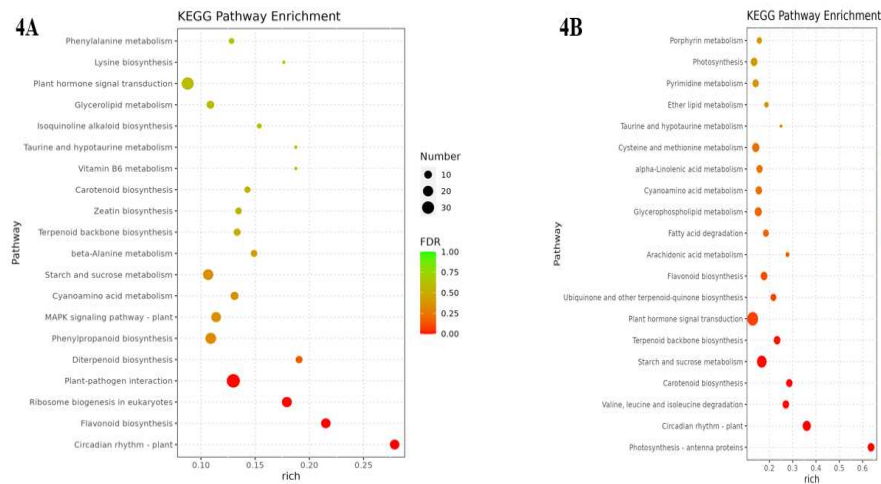 4A
KEGG Pathway Enrichment
Phenylalanine metabolism
Lysine biosynthesis
Plant hormone signal transduction
Glycerolipid metabolism
Isoquinoline alkaloid biosynthesis
Taurine and hypotaurine metabolism
Vitamin B6 metabolism
Carotenoid biosynthesis
Zeatin biosynthesis
Terpenoid backbone biosynthesis
beta-Alanine metabolism
Starch and sucrose metabolism
Cyanoamino acid metabolism
MAPK signaling pathway - plant
Phenylpropanoid biosynthesis
Diterpenoid biosynthesis
Plant-pathogen interaction
Ribosome biogenesis in eukaryotes
Flavonoid biosynthesis
Circadian rhythm - plant
Pathway
0.10 0.15 0.20 0.25
rich
Number
10
20
30
FDR
1.00
0.75
0.50
0.25
0.00
4B
KEGG Pathway Enrichment
Porphyrin metabolism
Photosynthesis
Pyrimidine metabolism
Ether lipid metabolism
Taurine and hypotaurine metabolism
Cysteine and methionine metabolism
alpha-Linolenic acid metabolism
Cyanoamino acid metabolism
Glycerophospholipid metabolism
Fatty acid degradation
Arachidonic acid metabolism
Flavonoid biosynthesis
Ubiquinone and other terpenoid-quinone biosynthesis
Plant hormone signal transduction
Terpenoid backbone biosynthesis
Starch and sucrose metabolism
Carotenoid biosynthesis
Valine, leucine and isoleucine degradation
Circadian rhythm - plant
Photosynthesis - antenna proteins
Pathway
0.2 0.3 0.4 0.5 0.6
rich